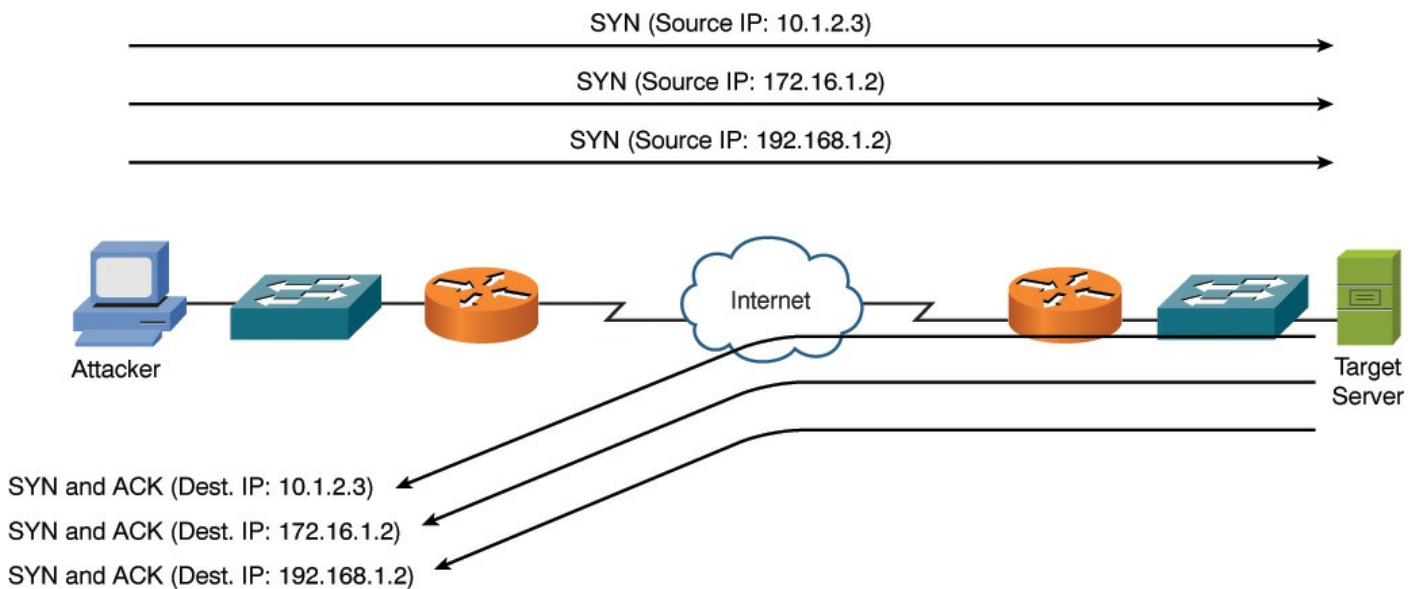 SYN (Source IP: 10.1.2.3)
SYN (Source IP: 172.16.1.2)
SYN (Source IP: 192.168.1.2)
Internet
Attacker
Target
Server
SYN and ACK (Dest. IP: 10.1.2.3)
SYN and ACK (Dest. IP: 172.16.1.2)
SYN and ACK (Dest. IP: 192.168.1.2)